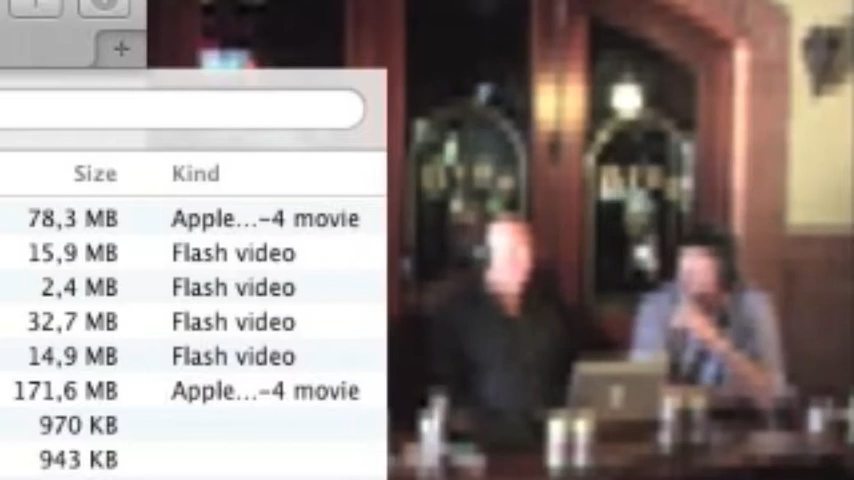 +
Size Kind
78,3 MB Apple...-4 movie
15,9 MB Flash video
2,4 MB Flash video
32,7 MB Flash video
14,9 MB Flash video
171,6 MB Apple...-4 movie
970 KB
943 KB